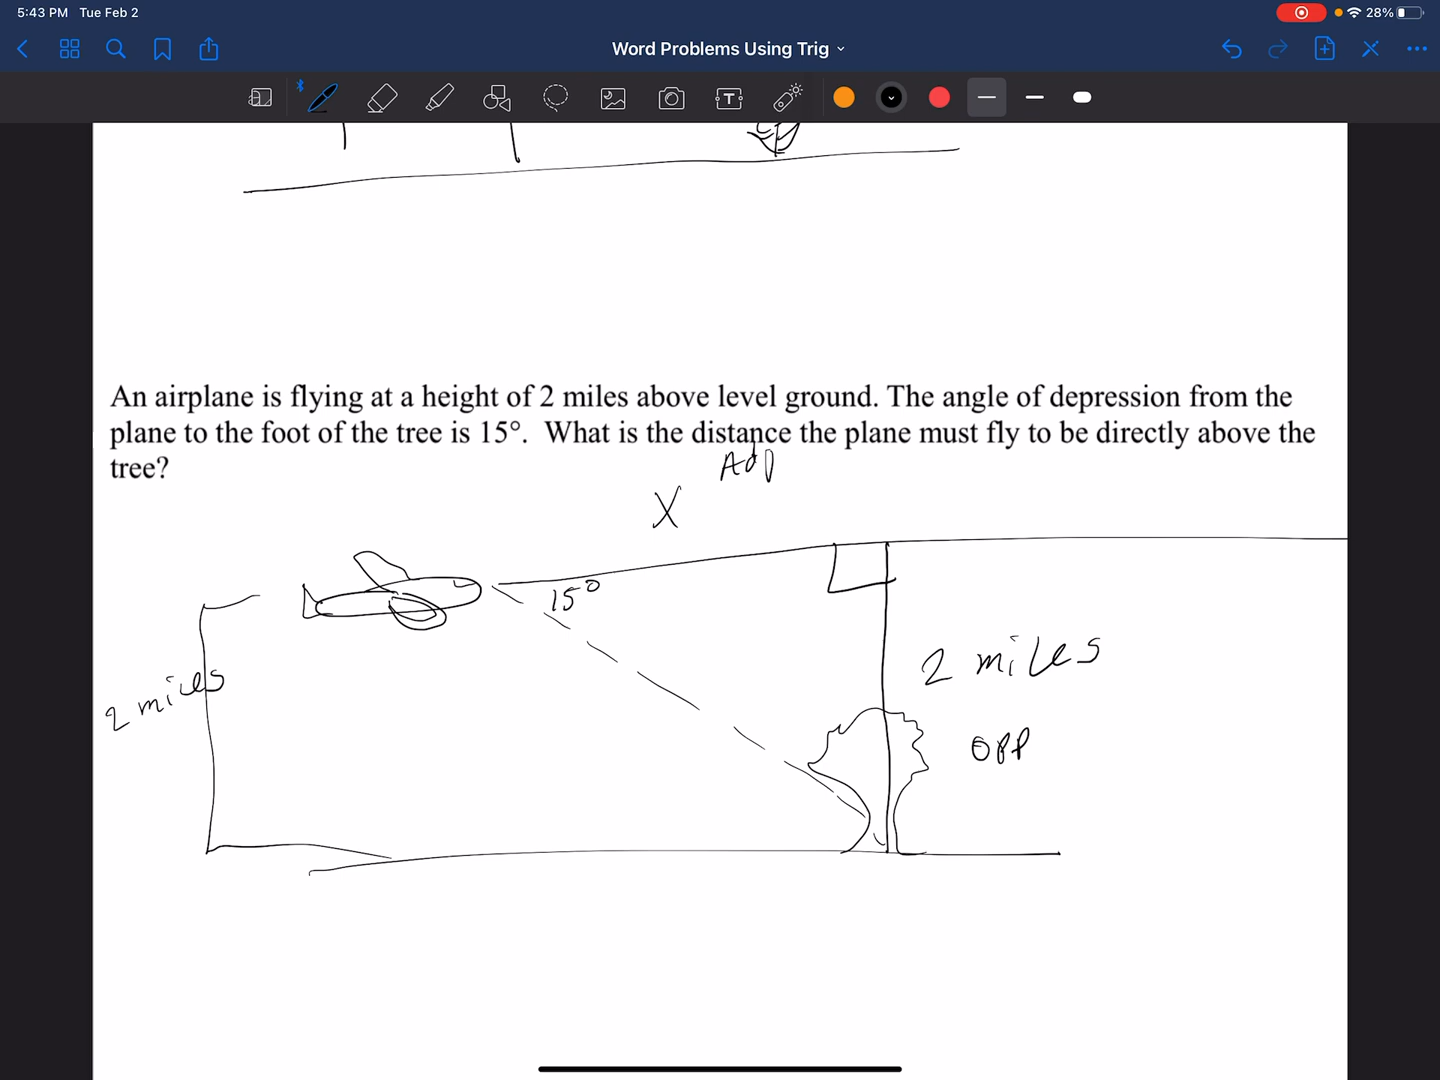 5:43 PM Tue Feb 2
28%
Word Problems Using Trig
T
An airplane is flying at a height of 2 miles above level ground. The angle of depression from the
plane to the foot of the tree is 15°. What is the distance the plane must fly to be directly above the
tree?
Adj
X
15°
2 miles
2 miles
OPP